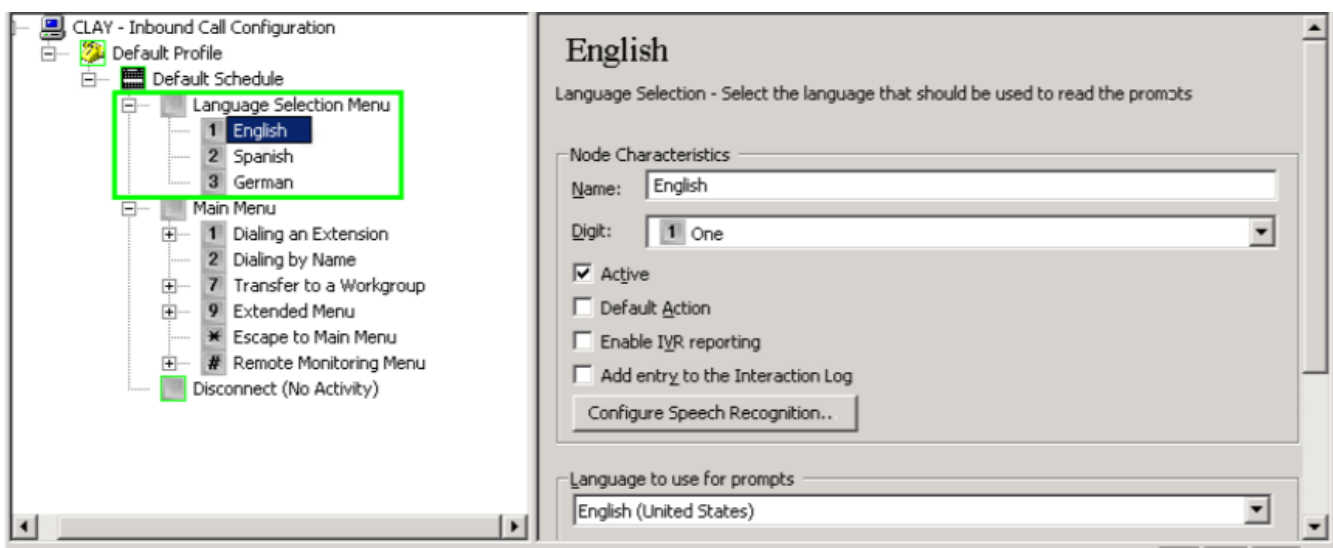 CLAY - Inbound Call Configuration
Default Profile
Default Schedule
Language Selection Menu
1 English
2 Spanish
3 German
Main Menu
1 Dialing an Extension
2 Dialing by Name
7 Transfer to a Workgroup
9 Extended Menu
* Escape to Main Menu
# Remote Monitoring Menu
Disconnect (No Activity)
English
Language Selection - Select the language that should be used to read the prompts
Node Characteristics
Name: English
Digit: 1 One
Active
Default Action
Enable IVR reporting
Add entry to the Interaction Log
Configure Speech Recognition..
Language to use for prompts
English (United States)